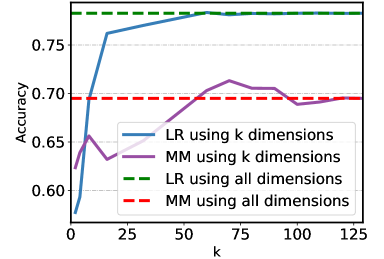 0.75
0.70
0.65
0.60
Accuracy
LR using k dimensions
MM using k dimensions
LR using all dimensions
MM using all dimensions
0 25 50 75 100 125
k